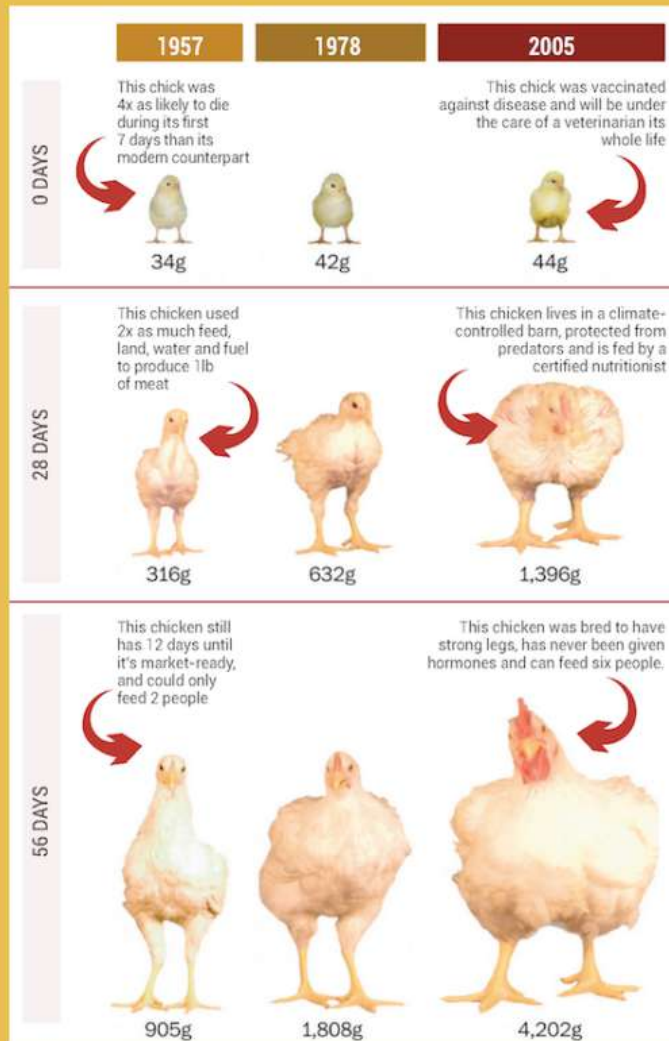 1957
1978
2005
0 DAYS
This chick was
4x as likely to die
during its first
7 days than its
modern counterpart
This chick was vaccinated
against disease and will be under
the care of a veterinarian its
whole life
34g
42g
44g
28 DAYS
This chicken used
2x as much feed,
land, water and fuel
to produce 1lb
of meat
This chicken lives in a climate-
controlled barn, protected from
predators and is fed by a
certified nutritionist
316g
632g
1,396g
56 DAYS
This chicken still
has 12 days until
it's market-ready,
and could only
feed 2 people
This chicken was bred to have
strong legs, has never been given
hormones and can feed six people.
905g
1,808g
4,202g